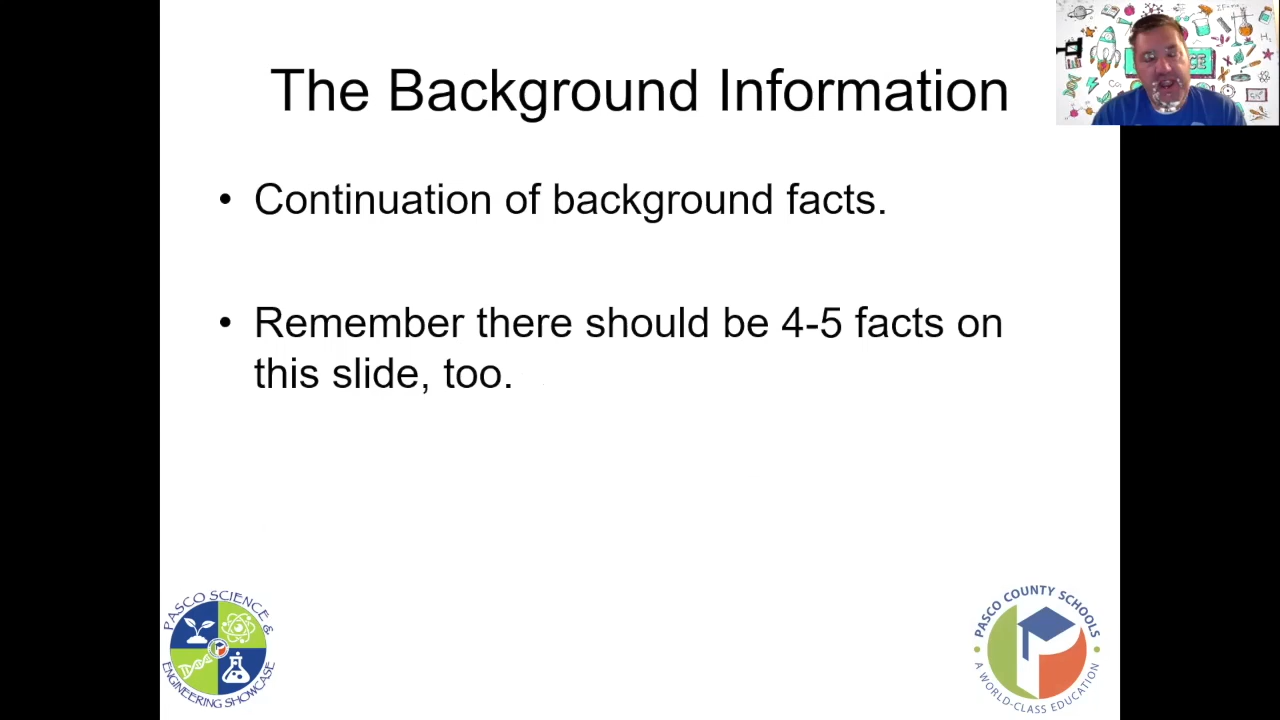 The Background Information
• Continuation of background facts.
• Remember there should be 4-5 facts on
this slide, too.
PASCO SCIENCE &
ENGINEERING SHOWCASE
PASCO COUNTY SCHOOLS
A WORLD-CLASS EDUCATION